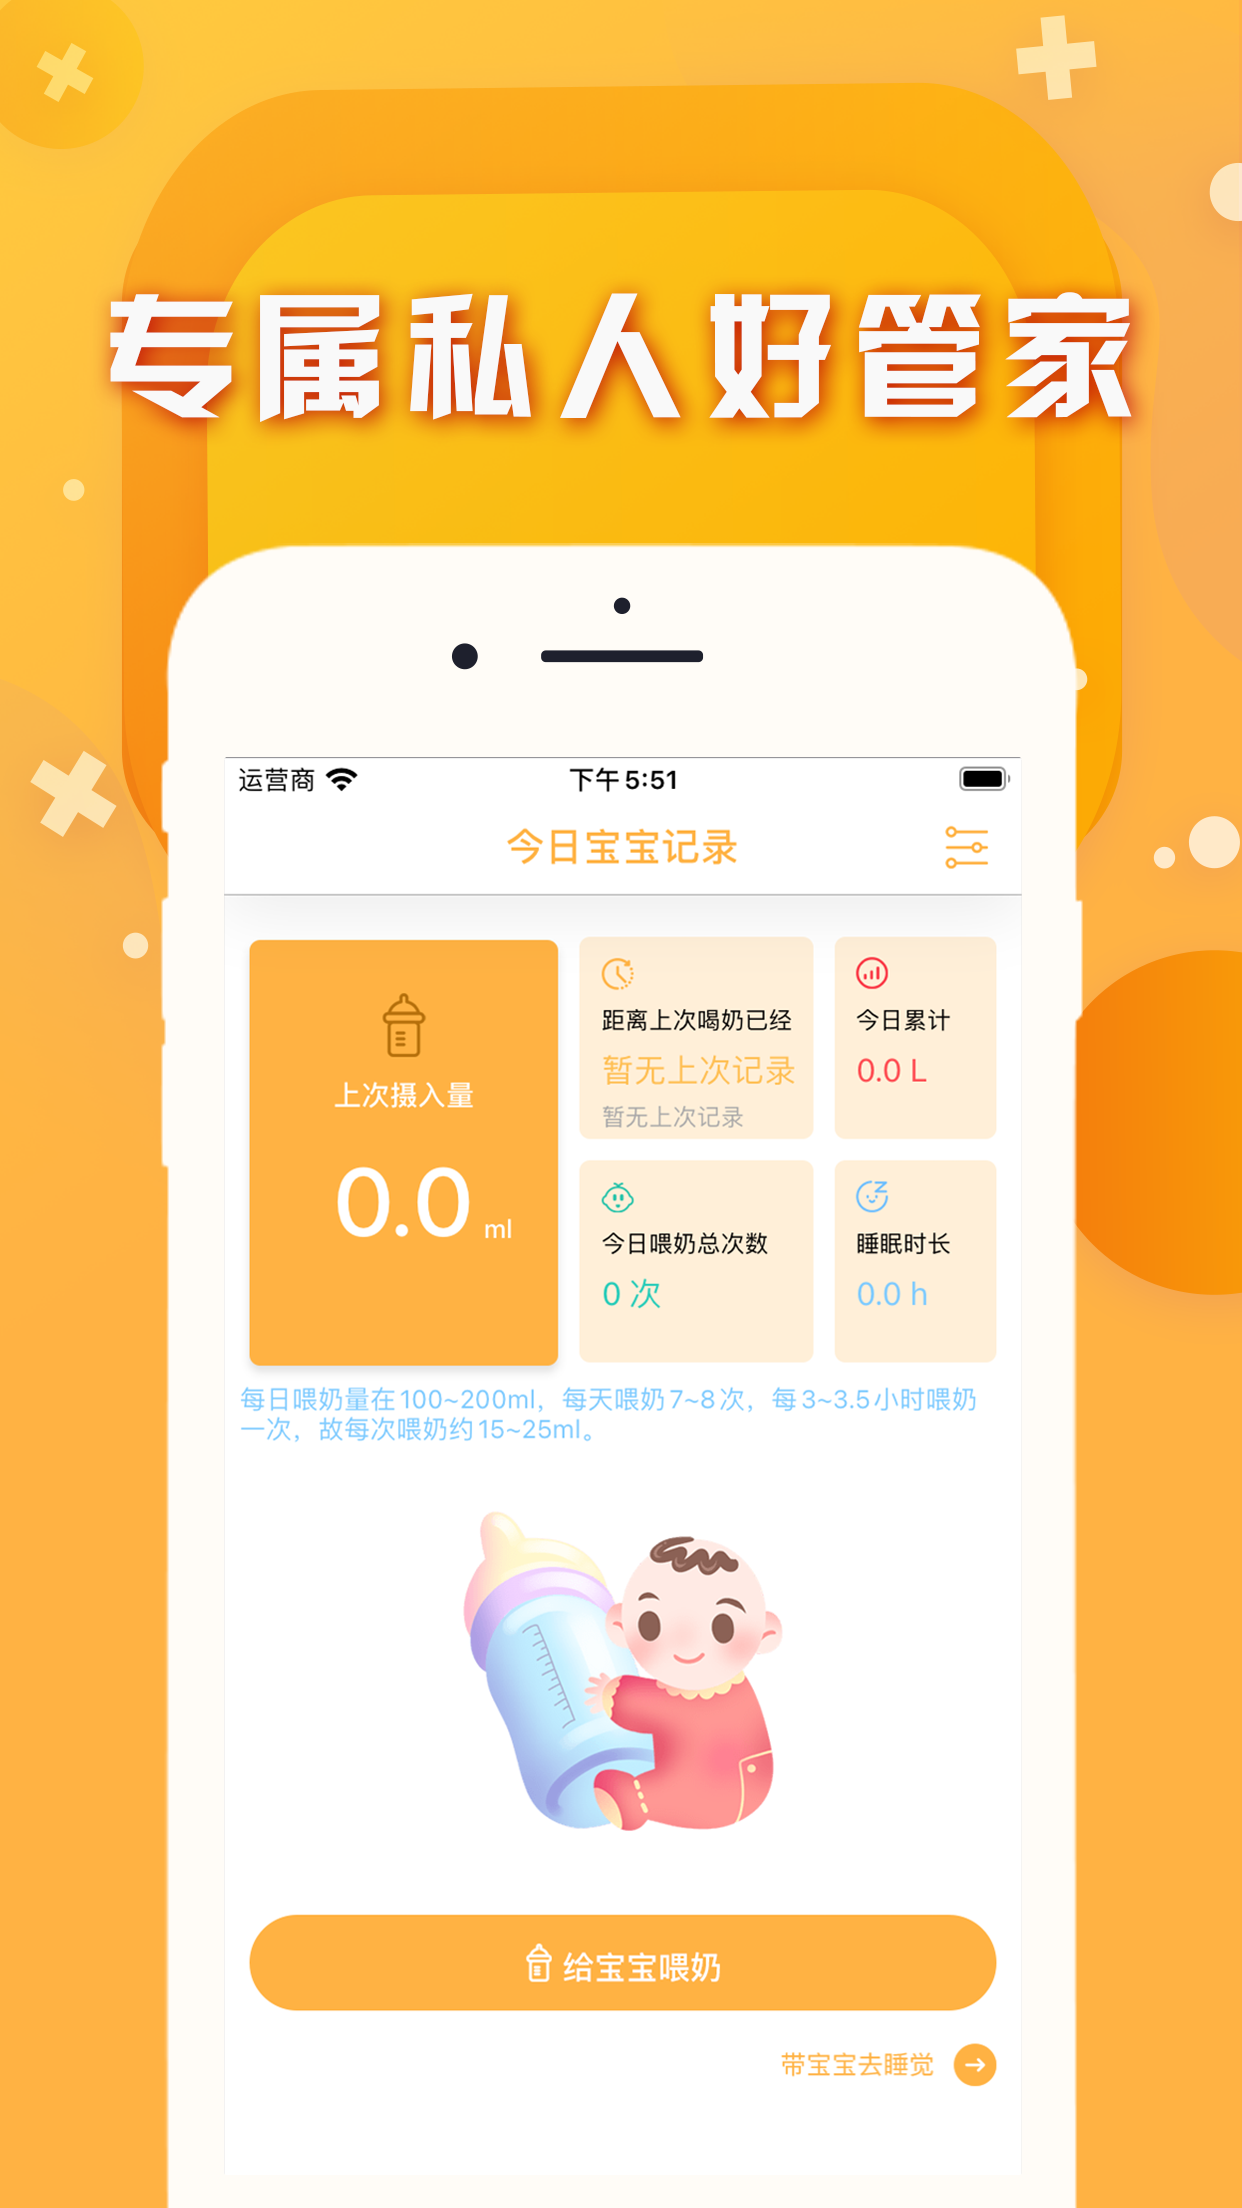 专属私人好管家
运营商 下午5:51
今日宝宝记录
上次摄入量
0.0 ml
距离上次喝奶已经
暂无上次记录
暂无上次记录
今日累计
0.0 L
今日喂奶总次数
0 次
睡眠时长
0.0 h
每日喂奶量在100~200ml，每天喂奶7~8次，每3~3.5小时喂奶
一次，故每次喂奶约15~25ml。
给宝宝喂奶
带宝宝去睡觉